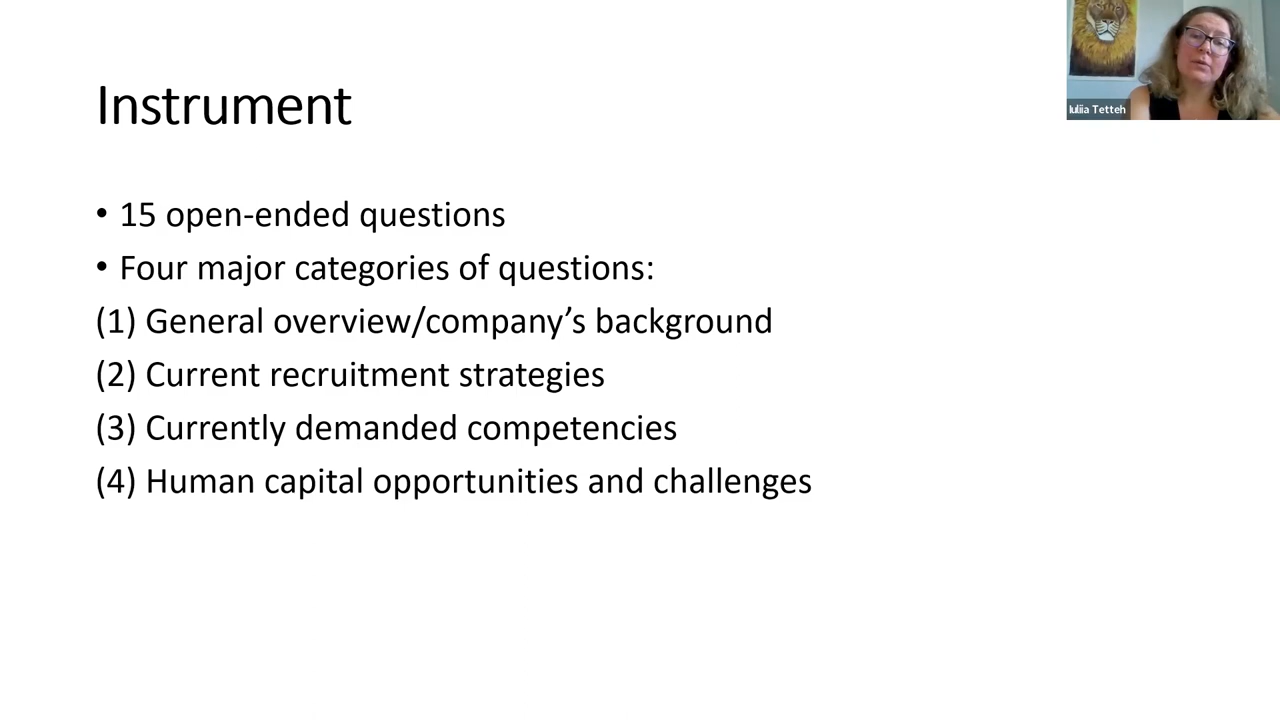 Instrument
• 15 open-ended questions
• Four major categories of questions:
(1) General overview/company’s background
(2) Current recruitment strategies
(3) Currently demanded competencies
(4) Human capital opportunities and challenges
Iuliia Tetteh